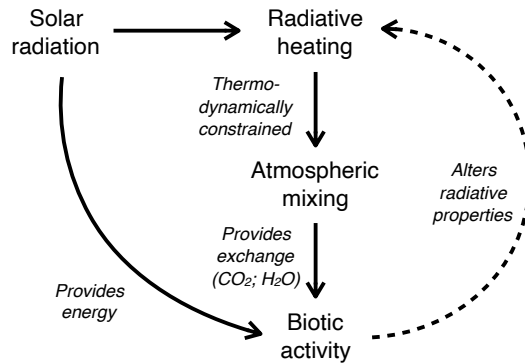 Solar
radiation
Radiative
heating
Thermo-
dynamically
constrained
Atmospheric
mixing
Alters
radiative
properties
Provides
exchange
(CO₂; H₂O)
Provides
energy
Biotic
activity